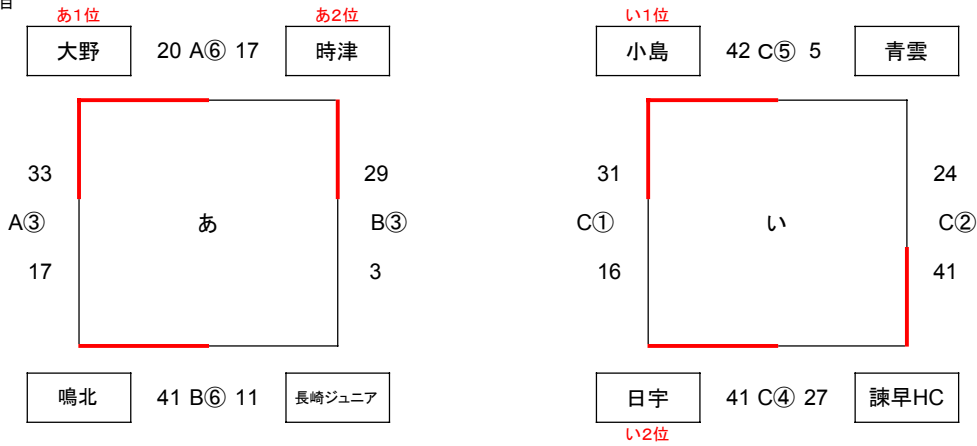 あ1位 あ2位 い1位
大野 20 A⑥ 17 時津 小島 42 C⑤ 5 青雲
33 29 31 24
A③ あ B③ C① い C②
17 3 16 41
鳴北 41 B⑥ 11 長崎ジュニア 日宇 41 C④ 27 諫早HC
い2位